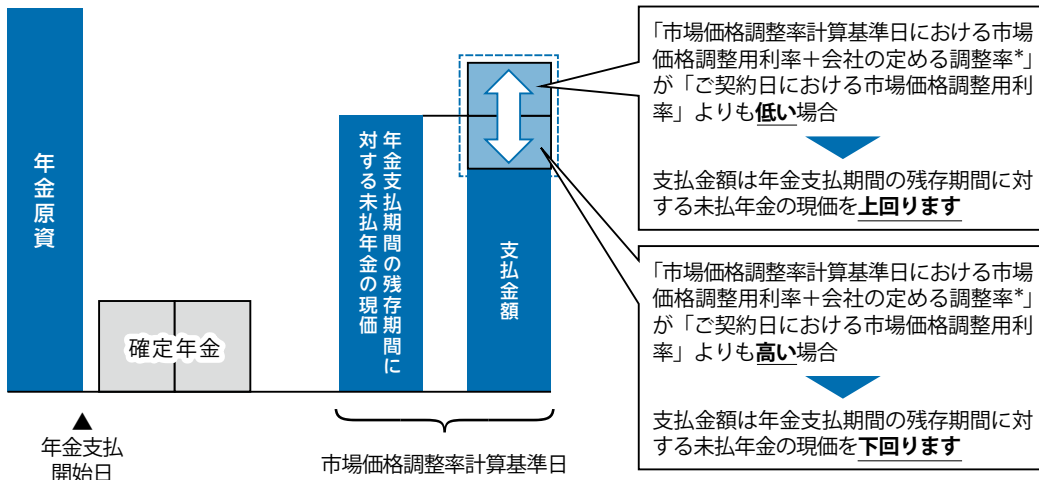 年金原資
確定年金
年金支払期間の残存期間に
対する未払年金の現価
支払金額
▲
年金支払
開始日
市場価格調整率計算基準日
「市場価格調整率計算基準日における市場
価格調整用利率＋会社の定める調整率*」
が「ご契約日における市場価格調整用利
率」よりも低い場合
支払金額は年金支払期間の残存期間に対
する未払年金の現価を上回ります
「市場価格調整率計算基準日における市場
価格調整用利率＋会社の定める調整率*」
が「ご契約日における市場価格調整用利
率」よりも高い場合
支払金額は年金支払期間の残存期間に対
する未払年金の現価を下回ります